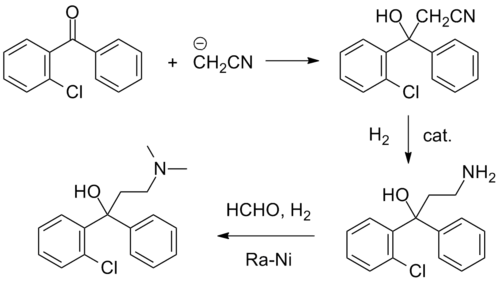 O
Cl
+
⊖
CH₂CN
HO CH₂CN
Cl
H₂ cat.
NH₂
HO
Cl
HCHO, H₂
Ra-Ni
N
HO
Cl